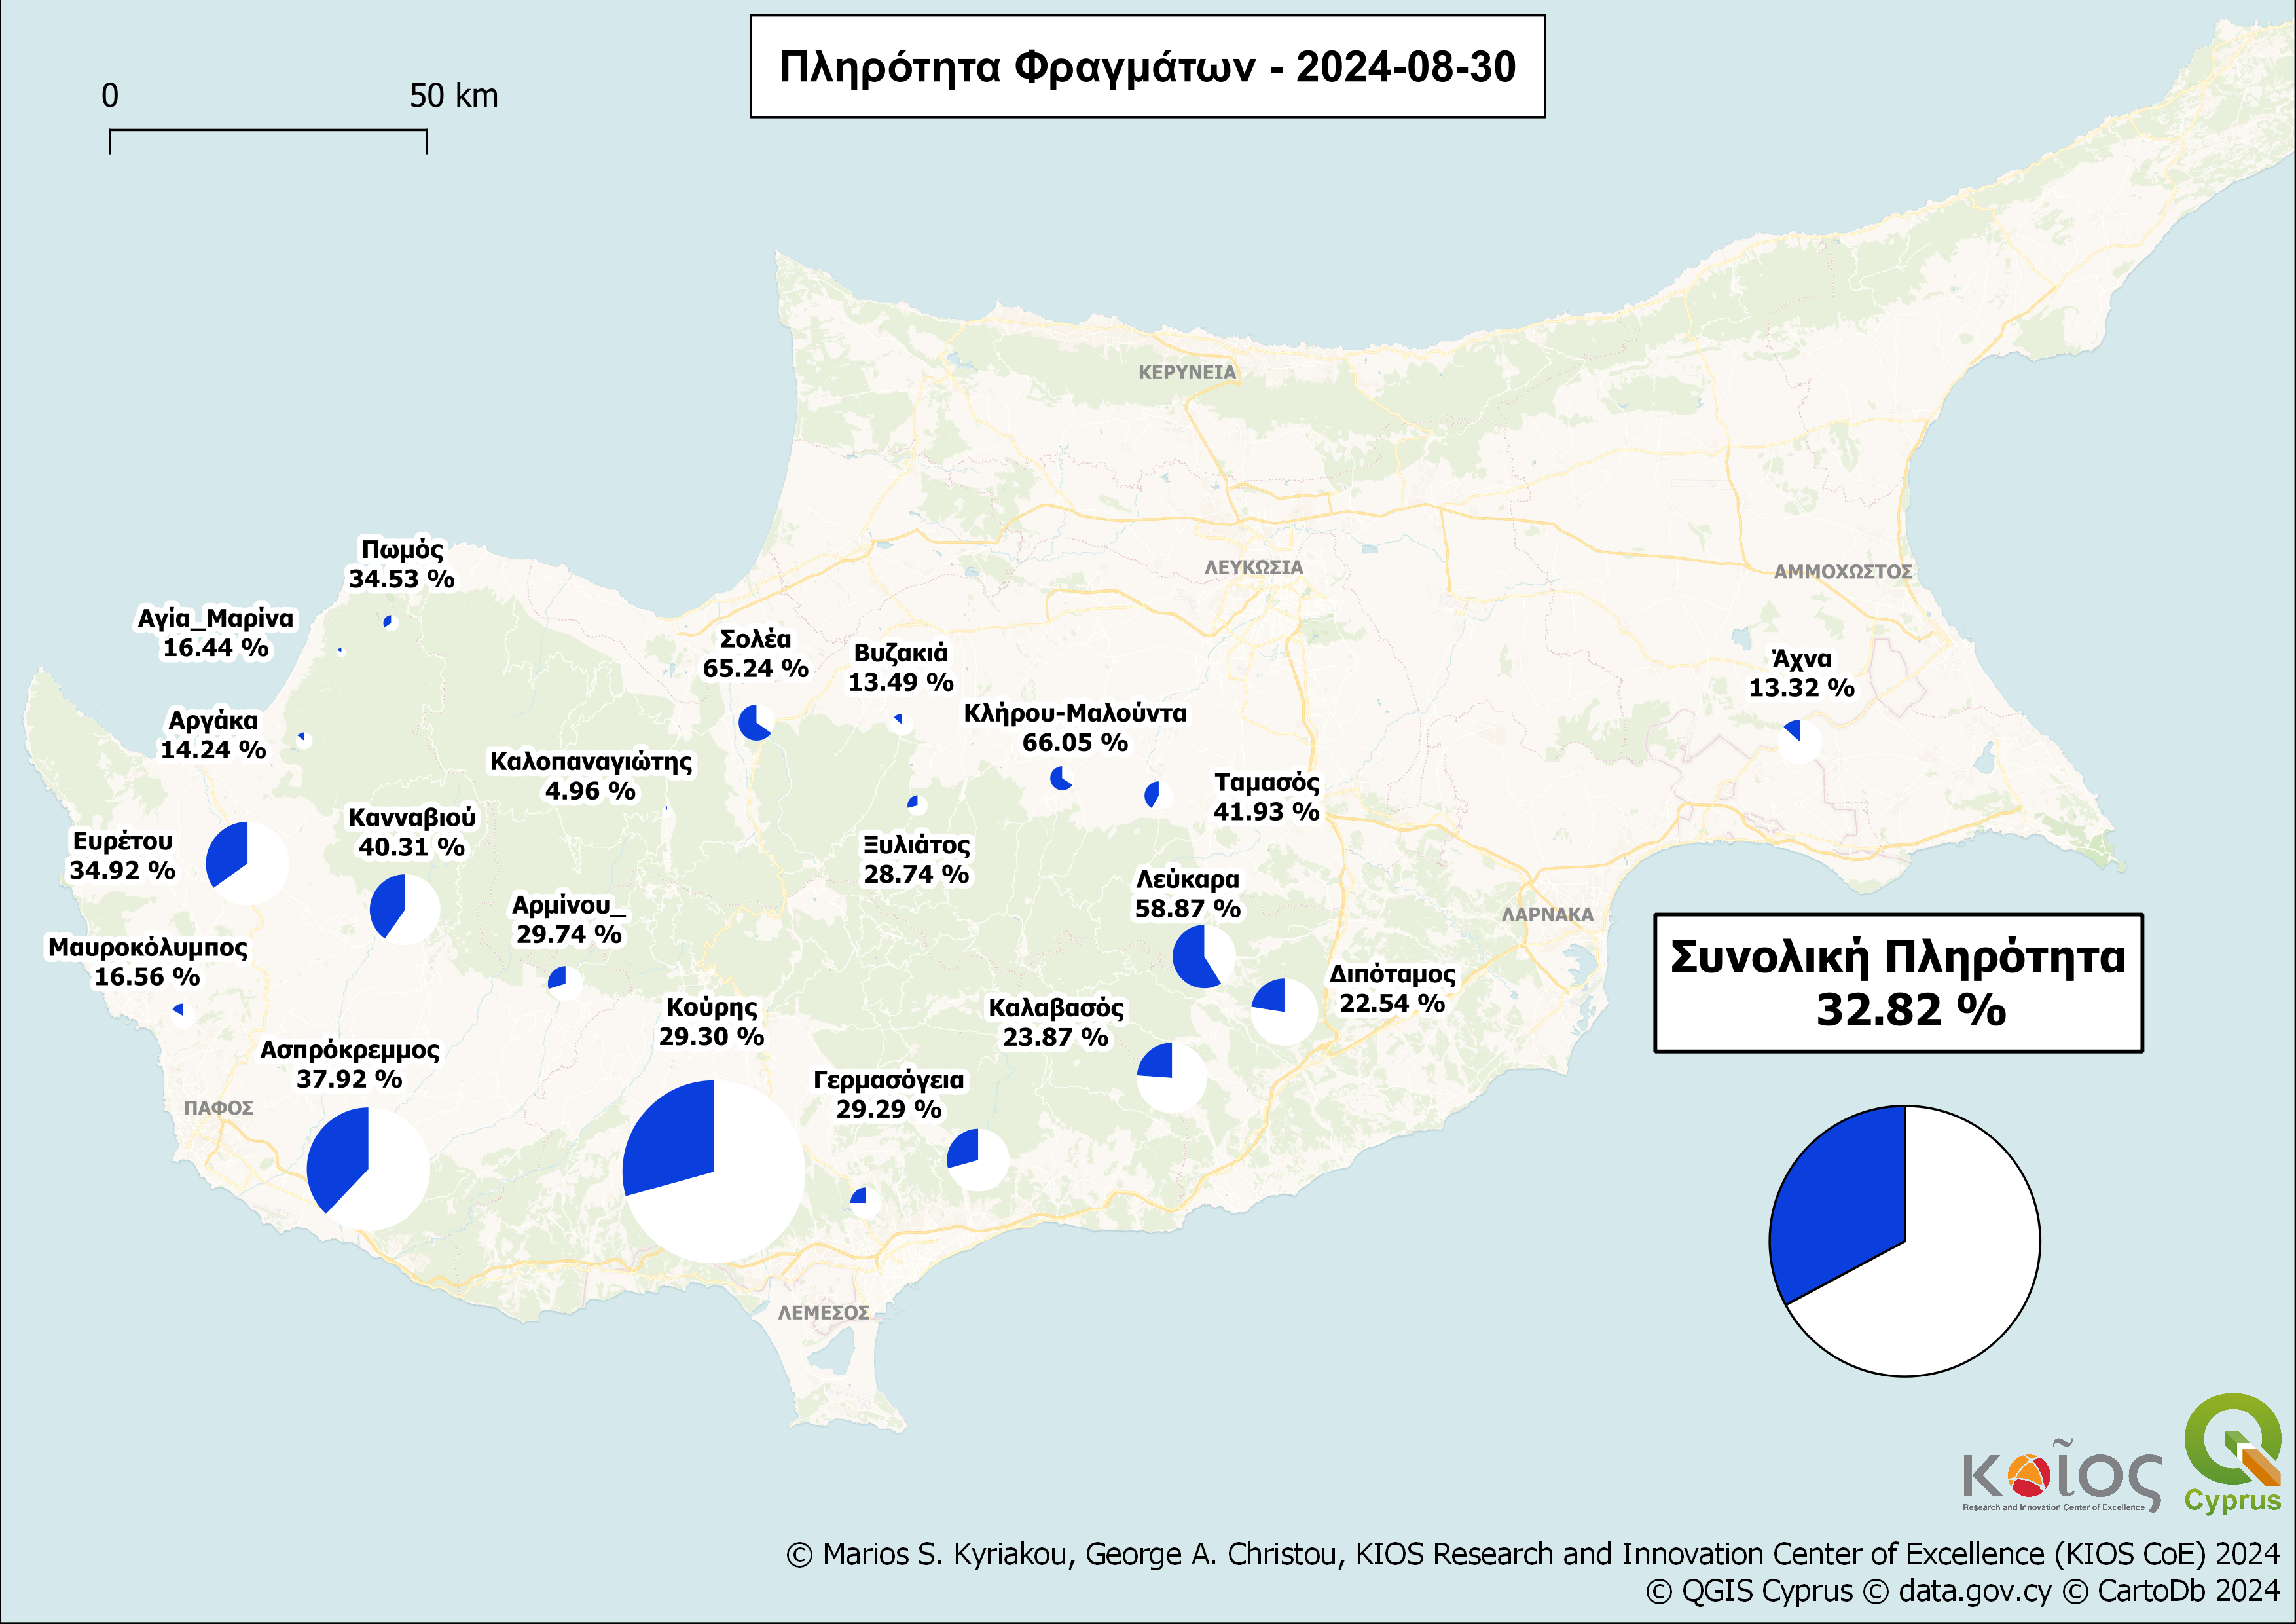 Πληρότητα Φραγμάτων - 2024-08-30
0 50 km
ΚΕΡΥΝΕΙΑ
ΛΕΥΚΩΣΙΑ
ΑΜΜΟΧΩΣΤΟΣ
Πωμός
34.53 %
Αγία_Μαρίνα
16.44 %
Σολέα
65.24 %
Βυζακιά
13.49 %
Άχνα
13.32 %
Αργάκα
14.24 %
Κλήρου-Μαλούντα
66.05 %
Καλοπαναγιώτης
4.96 %
Ταμασός
41.93 %
Ευρέτου
34.92 %
Κανναβιού
40.31 %
Ξυλιάτος
28.74 %
Λεύκαρα
58.87 %
Αρμίνου_
29.74 %
ΛΑΡΝΑΚΑ
Μαυροκόλυμπος
16.56 %
Διπόταμος
22.54 %
Συνολική Πληρότητα
32.82 %
Κούρης
29.30 %
Καλαβασός
23.87 %
Ασπρόκρεμμος
37.92 %
Γερμασόγεια
29.29 %
ΠΑΦΟΣ
ΛΕΜΕΣΟΣ
κοῖος
Research and Innovation Center of Excellence
Cyprus
© Marios S. Kyriakou, George A. Christou, KIOS Research and Innovation Center of Excellence (KIOS CoE) 2024
© QGIS Cyprus © data.gov.cy © CartoDb 2024